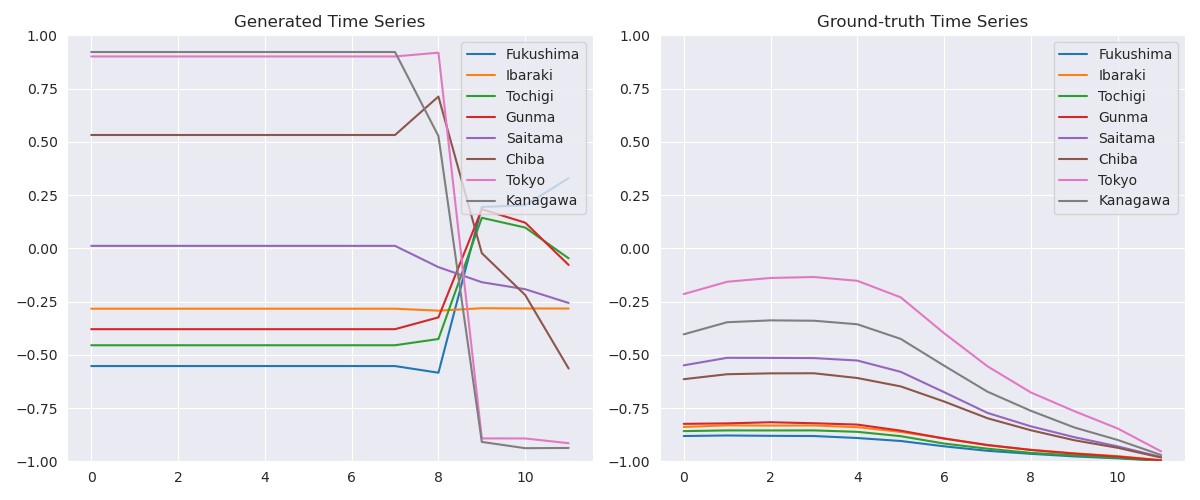 Generated Time Series
1.00
0.75
0.50
0.25
0.00
−0.25
−0.50
−0.75
−1.00
0 2 4 6 8 10
Fukushima
Ibaraki
Tochigi
Gunma
Saitama
Chiba
Tokyo
Kanagawa
Ground-truth Time Series
1.00
0.75
0.50
0.25
0.00
−0.25
−0.50
−0.75
−1.00
0 2 4 6 8 10
Fukushima
Ibaraki
Tochigi
Gunma
Saitama
Chiba
Tokyo
Kanagawa